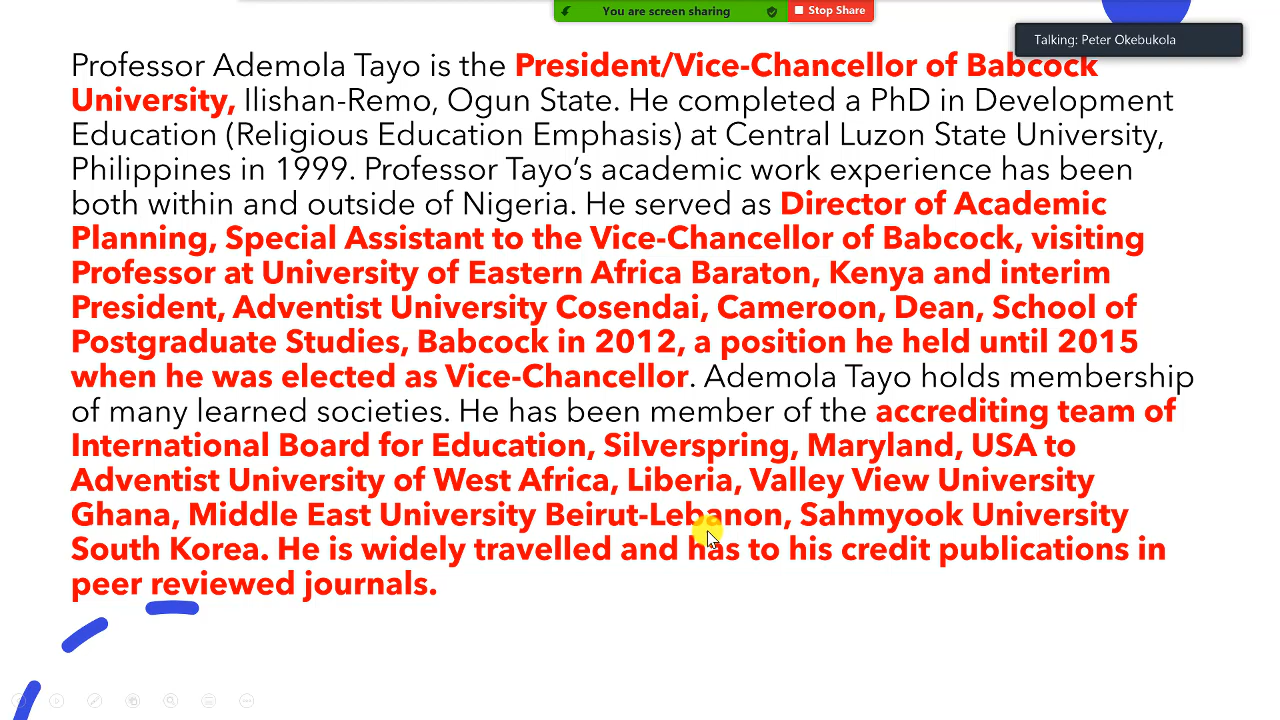 You are screen sharing
Stop Share
Talking: Peter Okebukola
Professor Ademola Tayo is the President/Vice-Chancellor of Babcock
University, Ilishan-Remo, Ogun State. He completed a PhD in Development
Education (Religious Education Emphasis) at Central Luzon State University,
Philippines in 1999. Professor Tayo’s academic work experience has been
both within and outside of Nigeria. He served as Director of Academic
Planning, Special Assistant to the Vice-Chancellor of Babcock, visiting
Professor at University of Eastern Africa Baraton, Kenya and interim
President, Adventist University Cosendai, Cameroon, Dean, School of
Postgraduate Studies, Babcock in 2012, a position he held until 2015
when he was elected as Vice-Chancellor. Ademola Tayo holds membership
of many learned societies. He has been member of the accrediting team of
International Board for Education, Silverspring, Maryland, USA to
Adventist University of West Africa, Liberia, Valley View University
Ghana, Middle East University Beirut-Lebanon, Sahmyook University
South Korea. He is widely travelled and has to his credit publications in
peer reviewed journals.